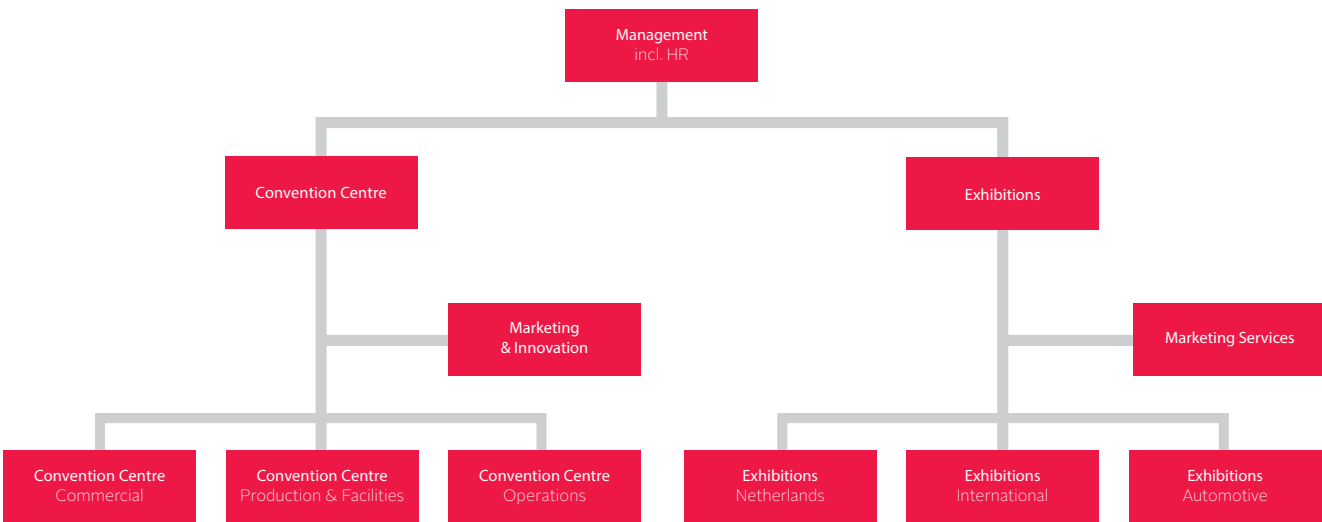 Management
incl. HR
Convention Centre
Exhibitions
Marketing
& Innovation
Marketing Services
Convention Centre
Commercial
Convention Centre
Production & Facilities
Convention Centre
Operations
Exhibitions
Netherlands
Exhibitions
International
Exhibitions
Automotive